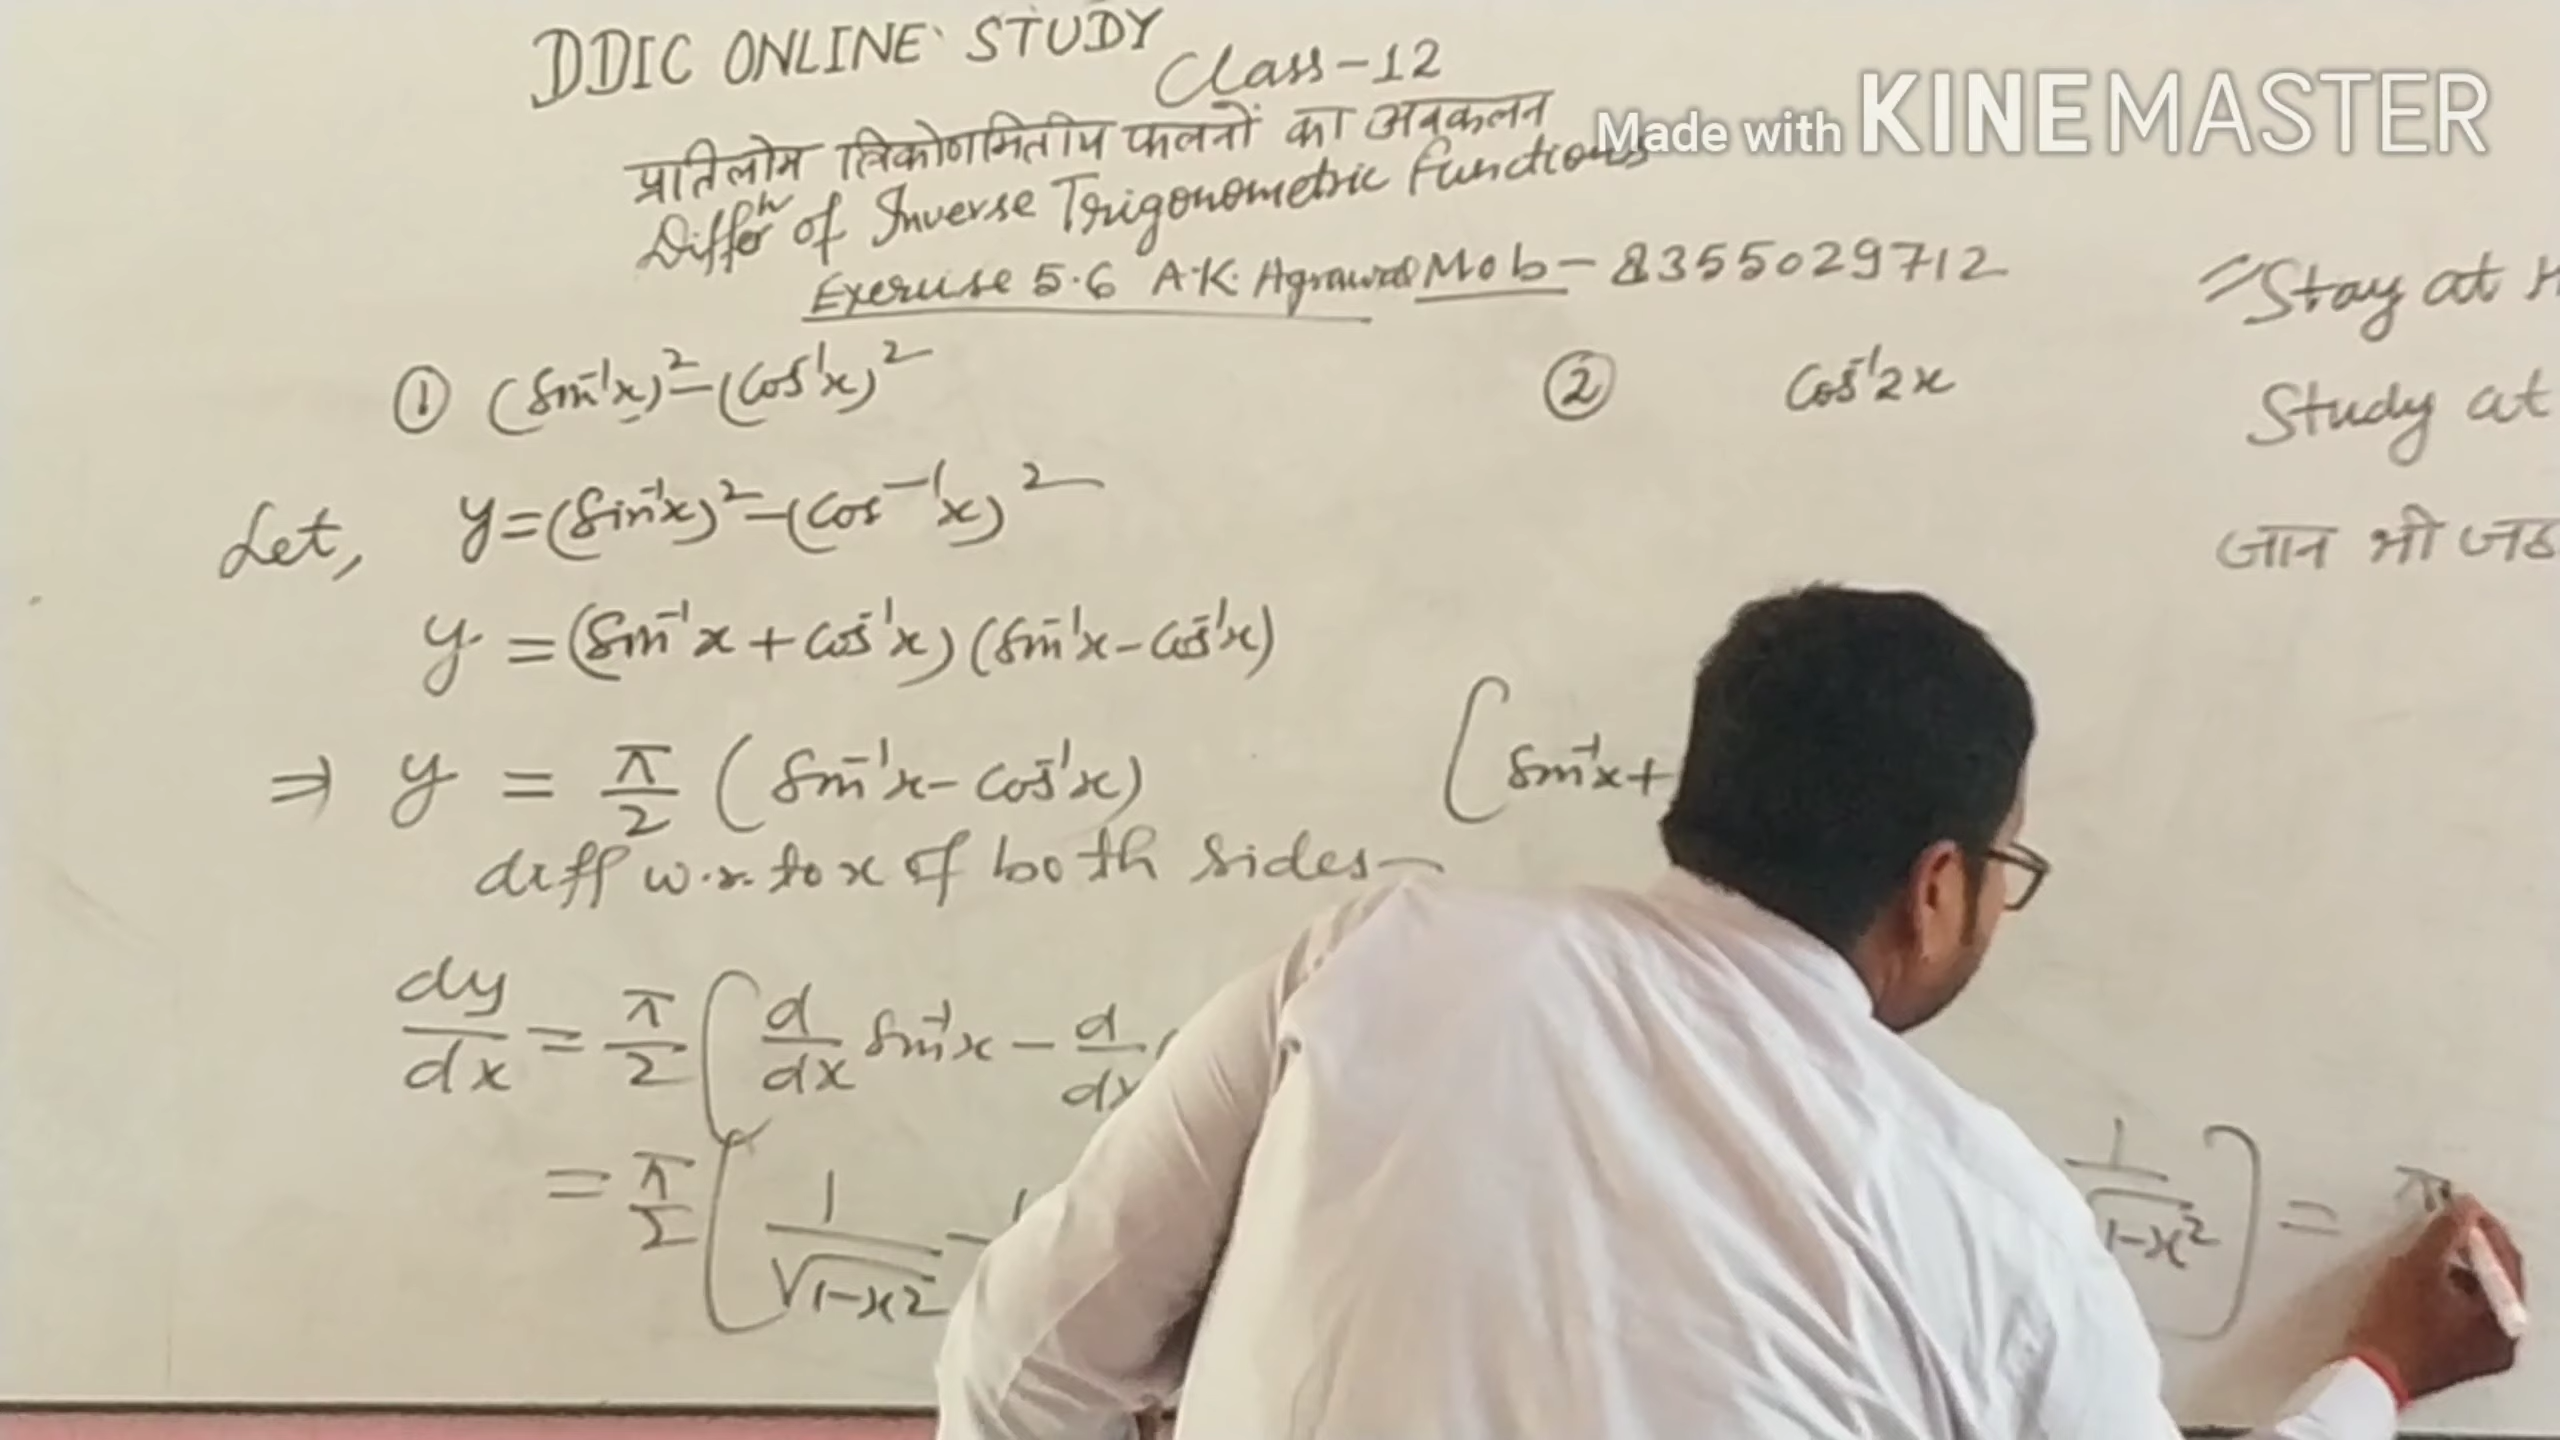 DDIC ONLINE STUDY
Class-12
Made with KINEMASTER
प्रतिलोम त्रिकोणमितीय फलनों का अवकलन
Differⁿ of Inverse Trigonometric Functions
Exercise 5.6 A.K. Agrawal Mob- 8355029712
① (Sin⁻¹x)²-(Cos⁻¹x)²
Let, y=(Sin⁻¹x)²-(Cos⁻¹x)²
y = (Sin⁻¹x + Cos⁻¹x) (Sin⁻¹x - Cos⁻¹x)
⇒ y = π/2 ( Sin⁻¹x - Cos⁻¹x)
(Sin⁻¹x+
diff w.r. to x of both sides-
dy/dx = π/2 ( d/dx Sin⁻¹x - d/dx
= π/2 ( 1/√1-x² -
1/√1-x² ) = π
② Cos⁻¹2x
Stay at
Study at
जान भी